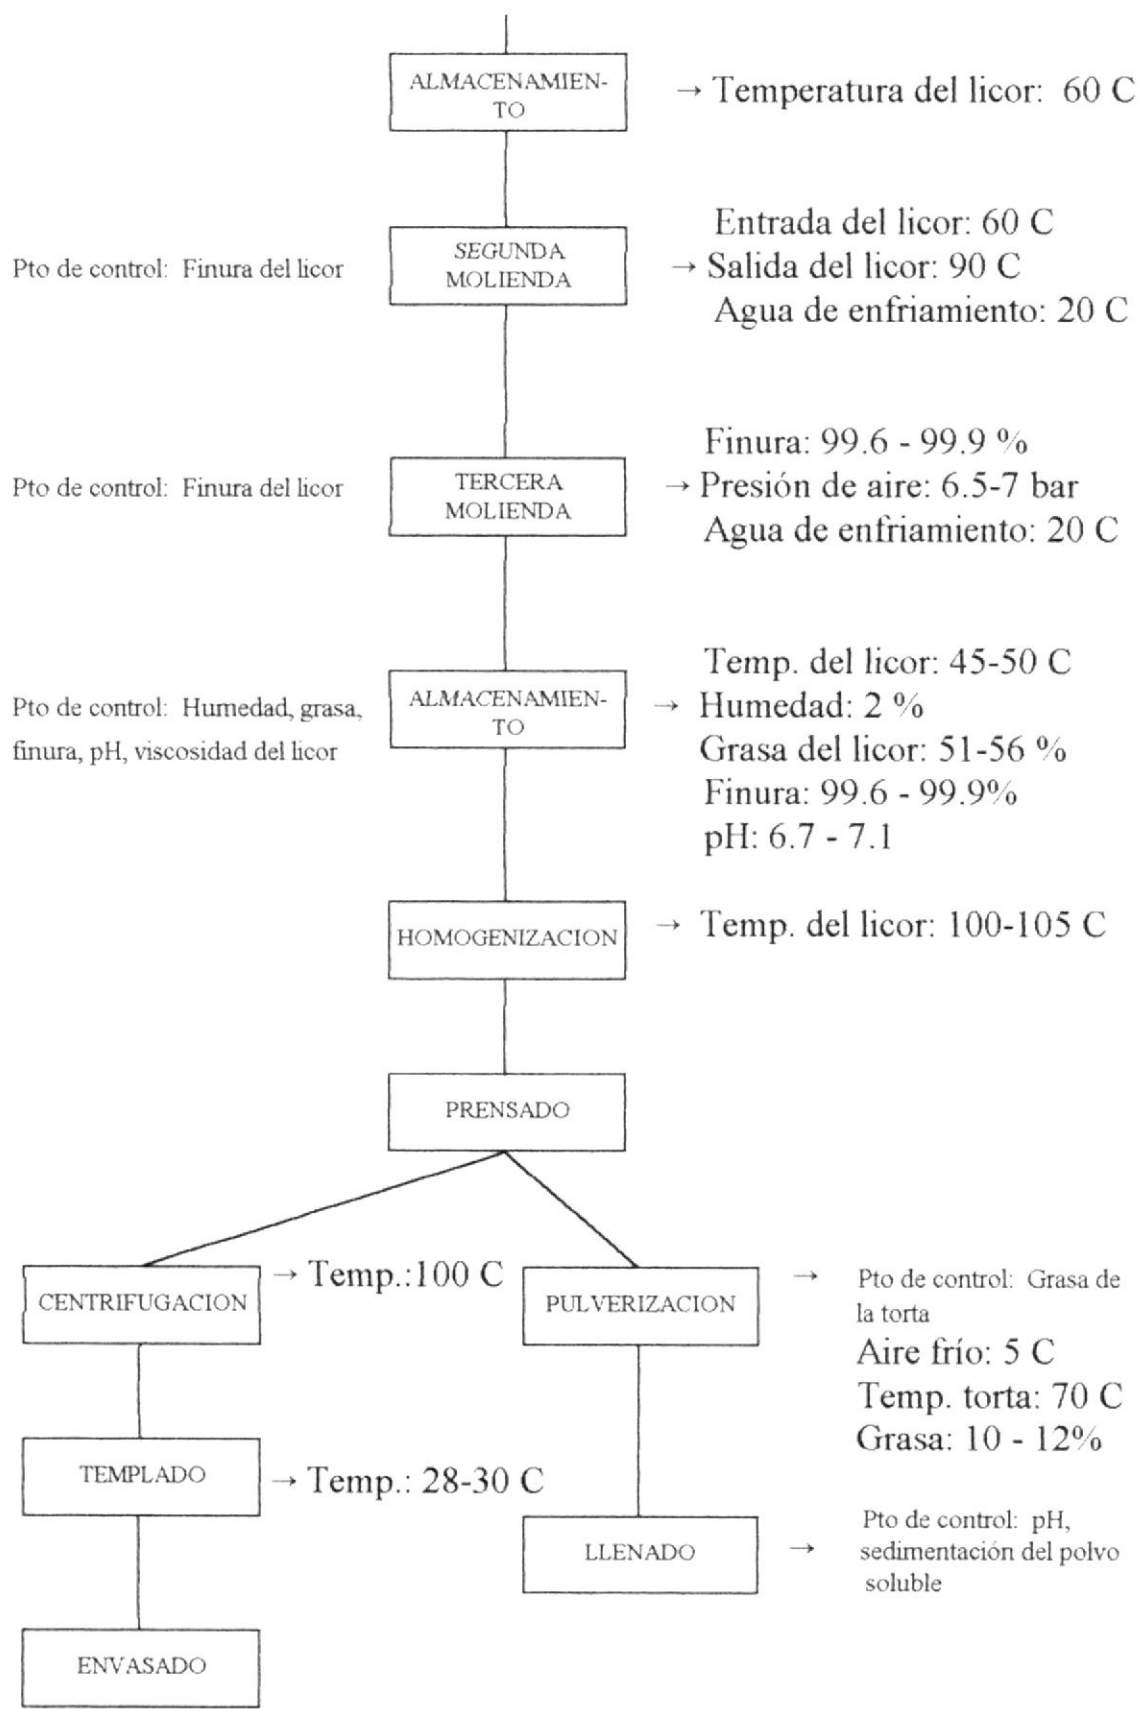 ALMACENAMIEN-
TO
→ Temperatura del licor: 60 C
Pto de control: Finura del licor
SEGUNDA
MOLIENDA
Entrada del licor: 60 C
→ Salida del licor: 90 C
Agua de enfriamiento: 20 C
Pto de control: Finura del licor
TERCERA
MOLIENDA
Finura: 99.6 - 99.9 %
→ Presión de aire: 6.5-7 bar
Agua de enfriamiento: 20 C
Pto de control: Humedad, grasa,
finura, pH, viscosidad del licor
ALMACENAMIEN-
TO
Temp. del licor: 45-50 C
→ Humedad: 2 %
Grasa del licor: 51-56 %
Finura: 99.6 - 99.9%
pH: 6.7 - 7.1
HOMOGENIZACION
→ Temp. del licor: 100-105 C
PRENSADO
CENTRIFUGACION
→ Temp.:100 C
PULVERIZACION
→ Pto de control: Grasa de
la torta
Aire frío: 5 C
Temp. torta: 70 C
Grasa: 10 - 12%
TEMPLADO
→ Temp.: 28-30 C
LLENADO
→ Pto de control: pH,
sedimentación del polvo
soluble
ENVASADO